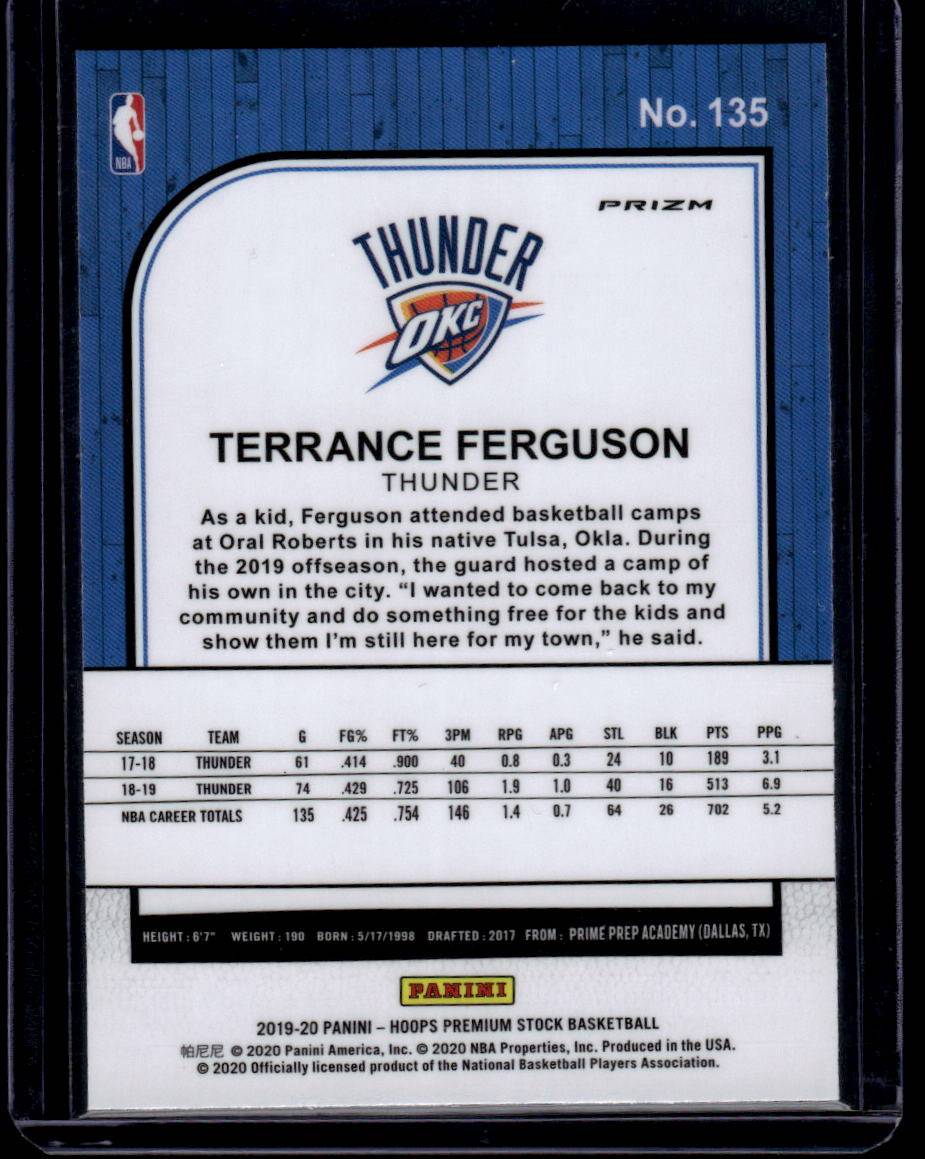 No. 135
NBA
PRIZM
THUNDER
OKC
TERRANCE FERGUSON
THUNDER
As a kid, Ferguson attended basketball camps
at Oral Roberts in his native Tulsa, Okla. During
the 2019 offseason, the guard hosted a camp of
his own in the city. “I wanted to come back to my
community and do something free for the kids and
show them I’m still here for my town,” he said.
SEASON TEAM G FG% FT% 3PM RPG APG STL BLK PTS PPG
17-18 THUNDER 61 .414 .900 40 0.8 0.3 24 10 189 3.1
18-19 THUNDER 74 .429 .725 106 1.9 1.0 40 16 513 6.9
NBA CAREER TOTALS 135 .425 .754 146 1.4 0.7 64 26 702 5.2
HEIGHT: 6'7" WEIGHT: 190 BORN: 5/17/1998 DRAFTED: 2017 FROM: PRIME PREP ACADEMY (DALLAS, TX)
PANINI
2019-20 PANINI – HOOPS PREMIUM STOCK BASKETBALL
帕尼尼 © 2020 Panini America, Inc. © 2020 NBA Properties, Inc. Produced in the USA.
© 2020 Officially licensed product of the National Basketball Players Association.